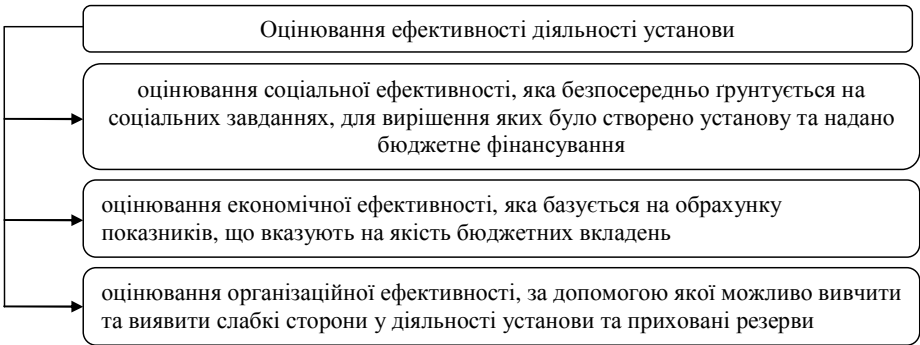 Оцінювання ефективності діяльності установи
оцінювання соціальної ефективності, яка безпосередньо ґрунтується на
соціальних завданнях, для вирішення яких було створено установу та надано
бюджетне фінансування
оцінювання економічної ефективності, яка базується на обрахунку
показників, що вказують на якість бюджетних вкладень
оцінювання організаційної ефективності, за допомогою якої можливо вивчити
та виявити слабкі сторони у діяльності установи та приховані резерви